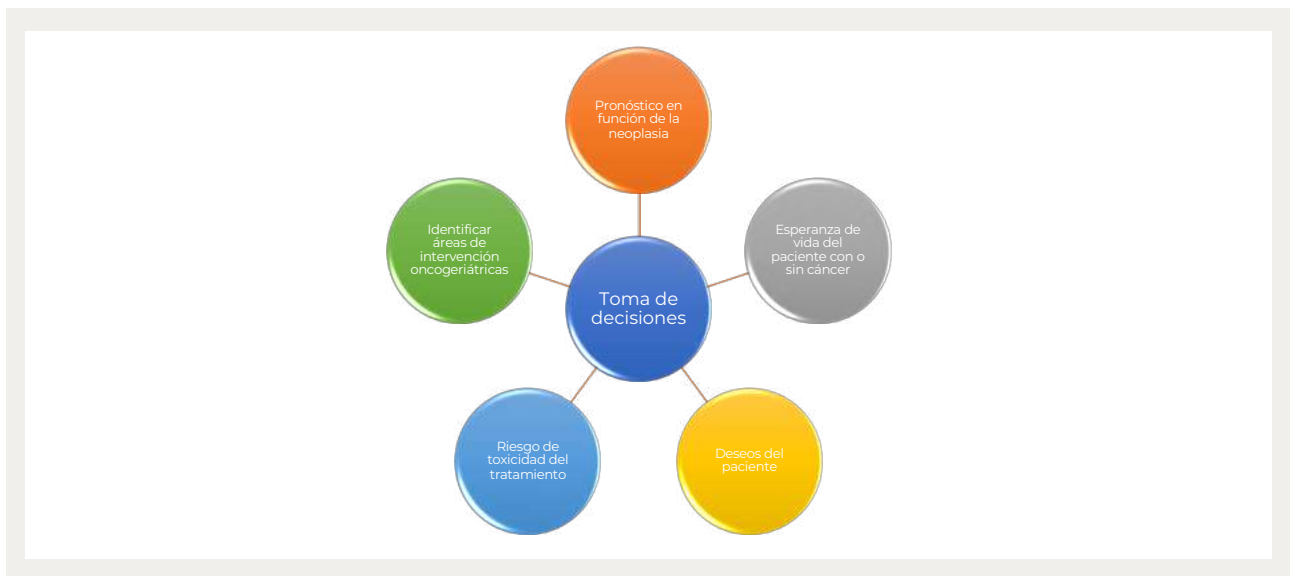 Pronóstico en
función de la
neoplasia
Esperanza de
vida del
paciente con o
sin cáncer
Deseos del
paciente
Riesgo de
toxicidad del
tratamiento
Identificar
áreas de
intervención
oncogeriátricas
Toma de
decisiones